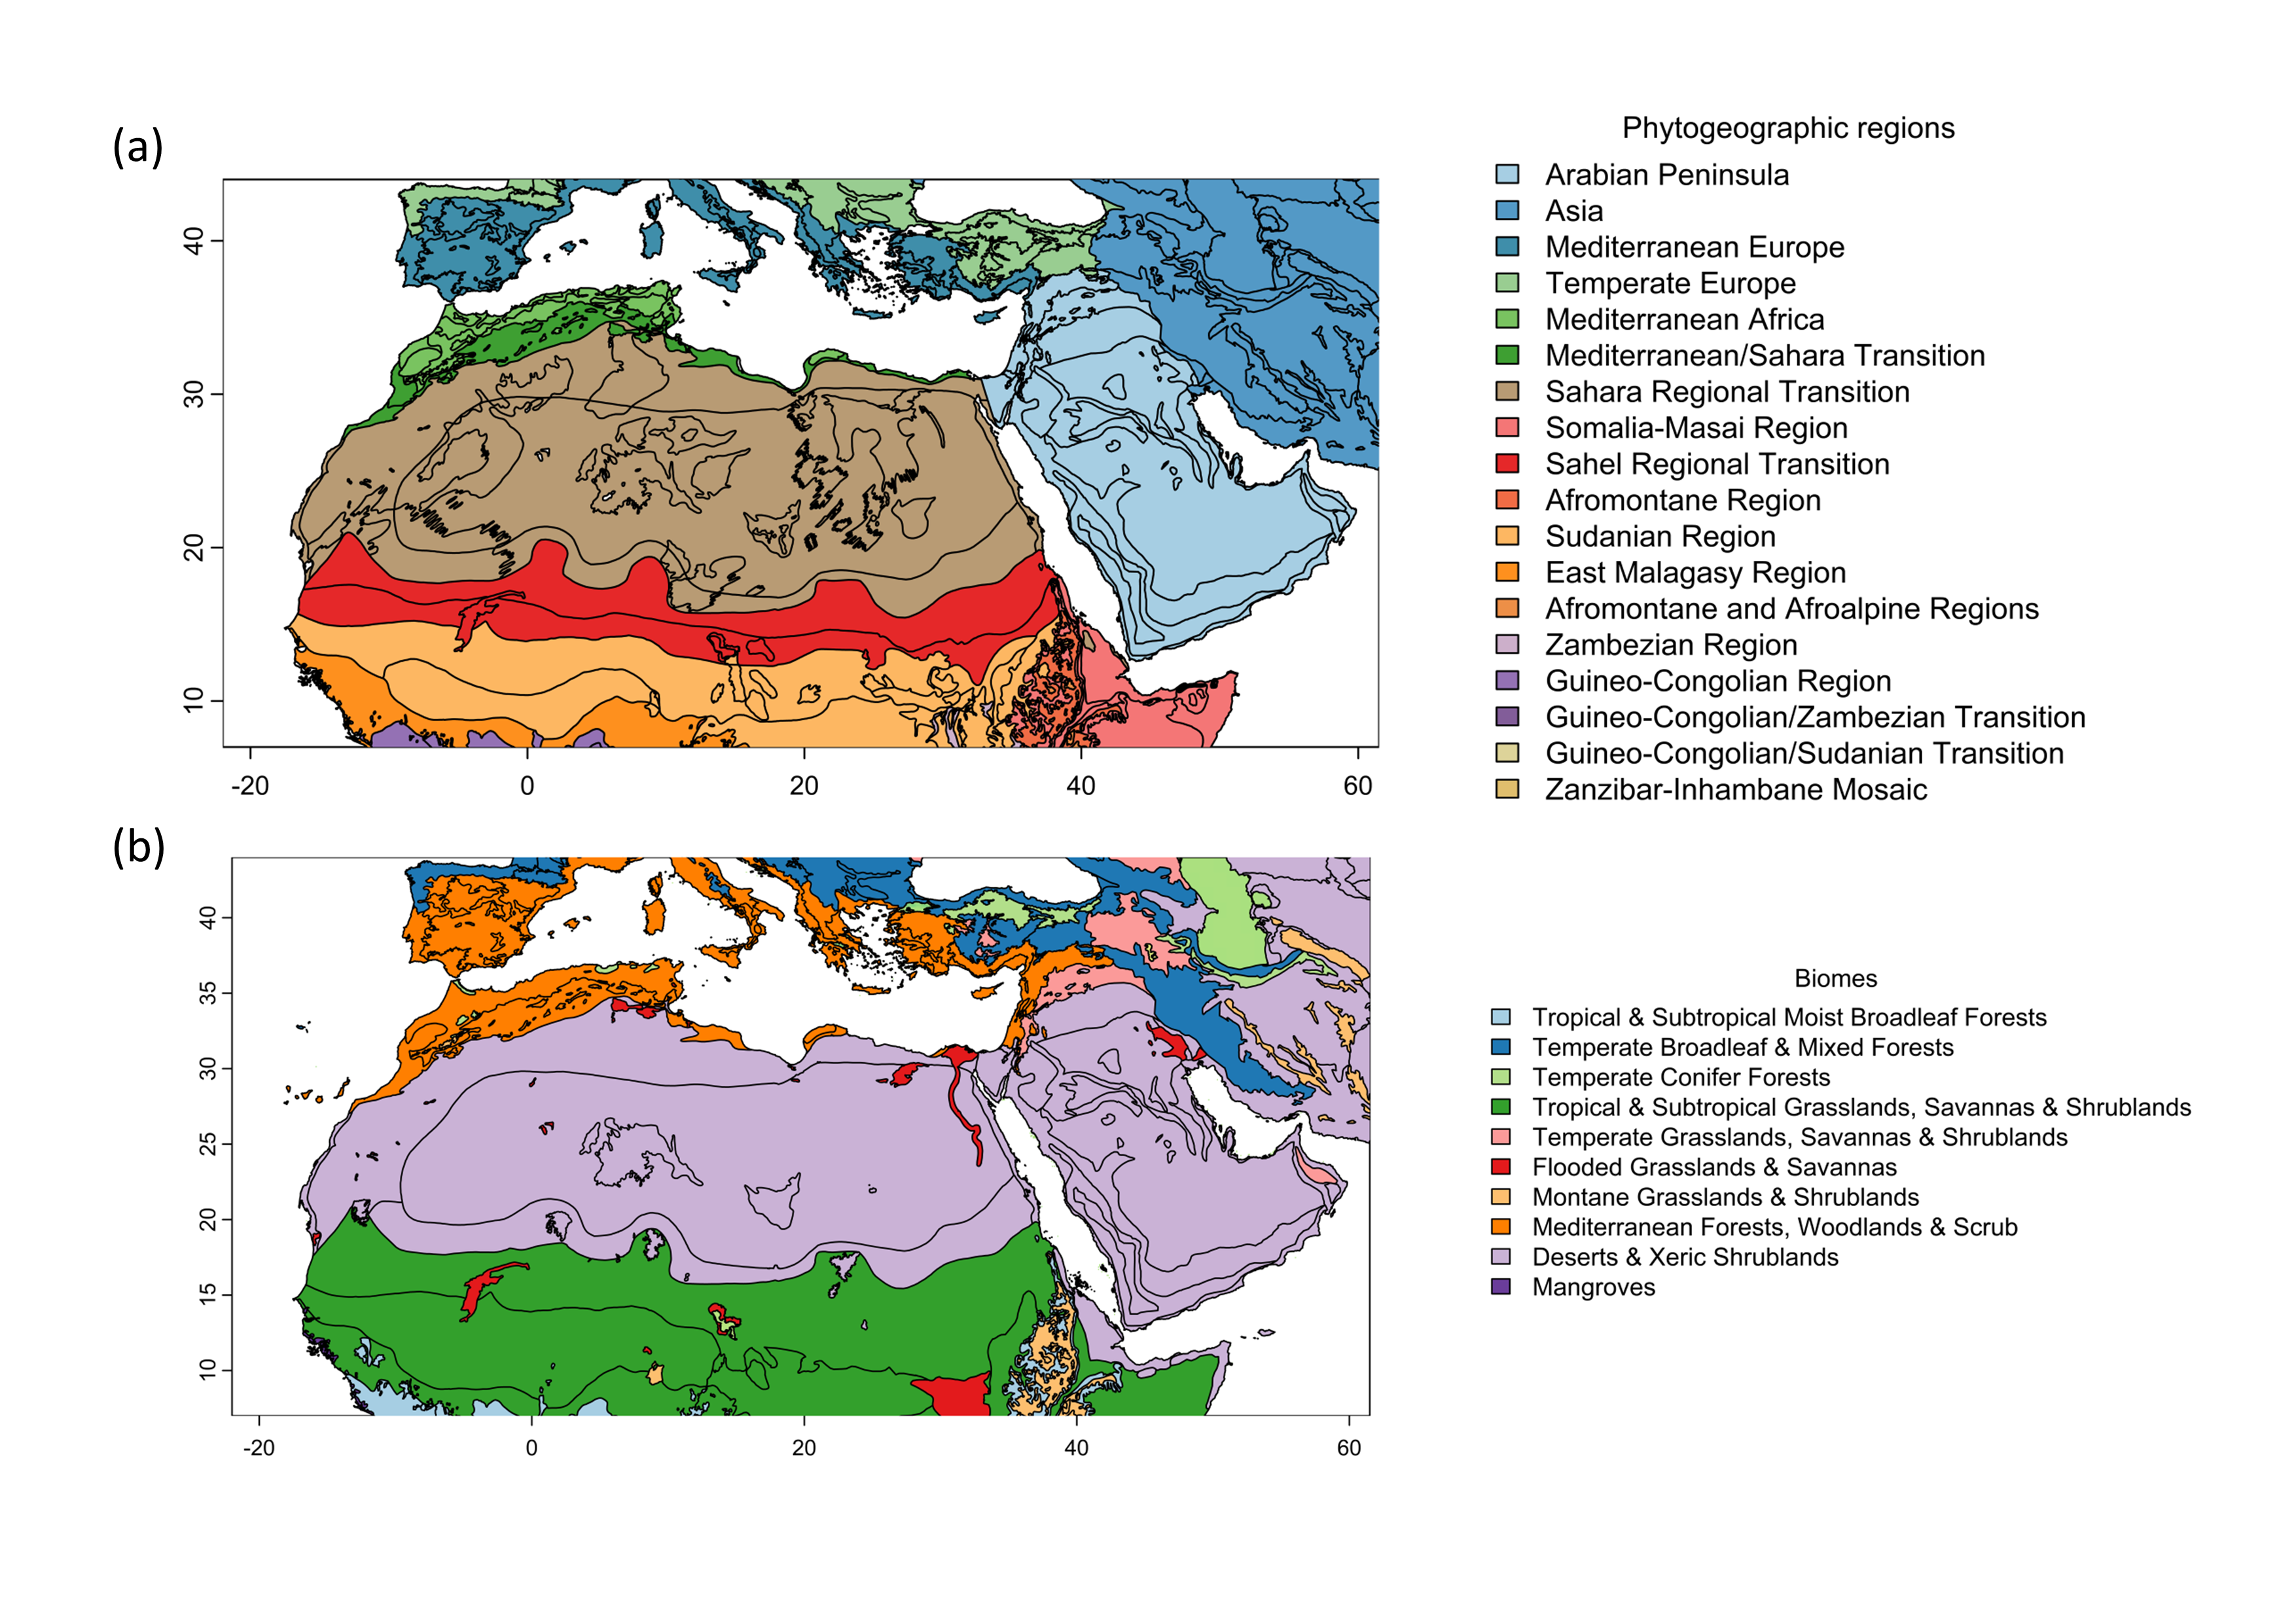 (a)
Phytogeographic regions
Arabian Peninsula
Asia
Mediterranean Europe
Temperate Europe
Mediterranean Africa
Mediterranean/Sahara Transition
Sahara Regional Transition
Somalia-Masai Region
Sahel Regional Transition
Afromontane Region
Sudanian Region
East Malagasy Region
Afromontane and Afroalpine Regions
Zambezian Region
Guineo-Congolian Region
Guineo-Congolian/Zambezian Transition
Guineo-Congolian/Sudanian Transition
Zanzibar-Inhambane Mosaic
40
30
20
10
-20 0 20 40 60
(b)
Biomes
Tropical & Subtropical Moist Broadleaf Forests
Temperate Broadleaf & Mixed Forests
Temperate Conifer Forests
Tropical & Subtropical Grasslands, Savannas & Shrublands
Temperate Grasslands, Savannas & Shrublands
Flooded Grasslands & Savannas
Montane Grasslands & Shrublands
Mediterranean Forests, Woodlands & Scrub
Deserts & Xeric Shrublands
Mangroves
40
35
30
25
20
15
10
-20 0 20 40 60